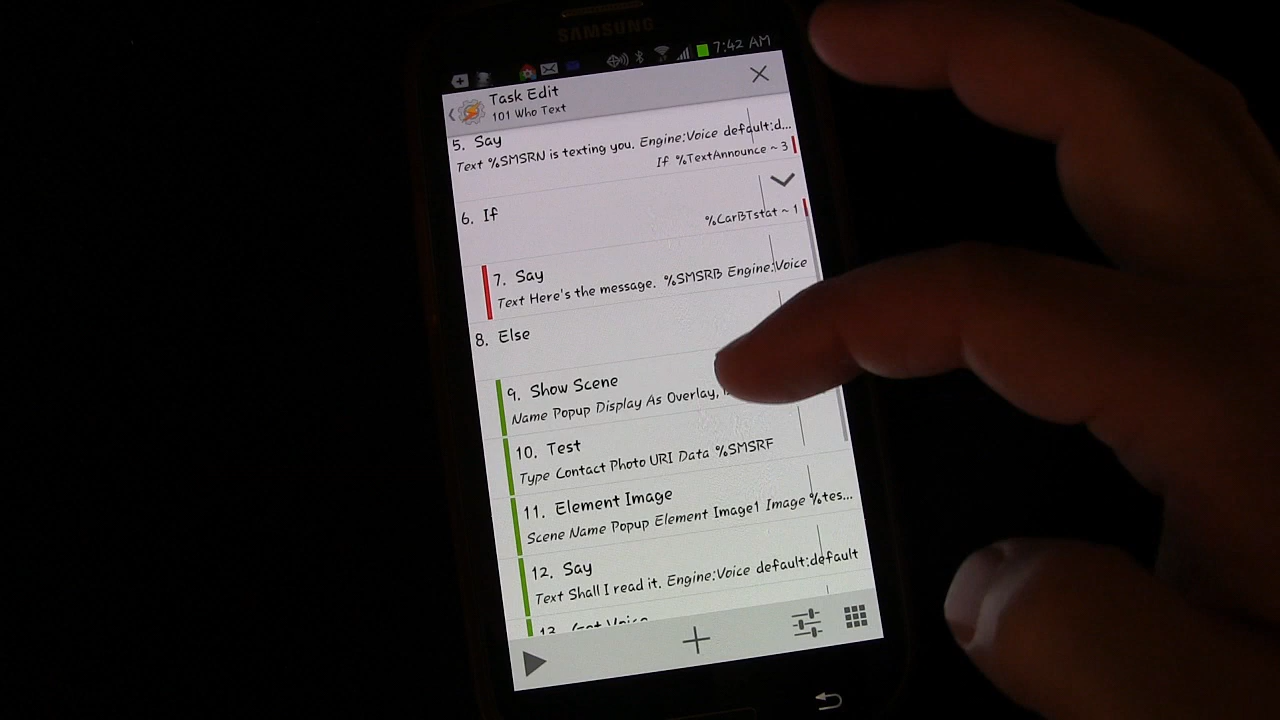 SAMSUNG
7:42 AM
Task Edit
101 Who Text
5. Say
Text %SMSRN is texting you. Engine:Voice default:d...
If %TextAnnounce ~ 3
6. If
%CarBTstat ~ 1
7. Say
Text Here's the message. %SMSRB Engine:Voice
8. Else
9. Show Scene
Name Popup Display As Overlay,
10. Test
Type Contact Photo URI Data %SMSRF
11. Element Image
Scene Name Popup Element Image1 Image %tes...
12. Say
Text Shall I read it. Engine:Voice default:default
13. Get Voice